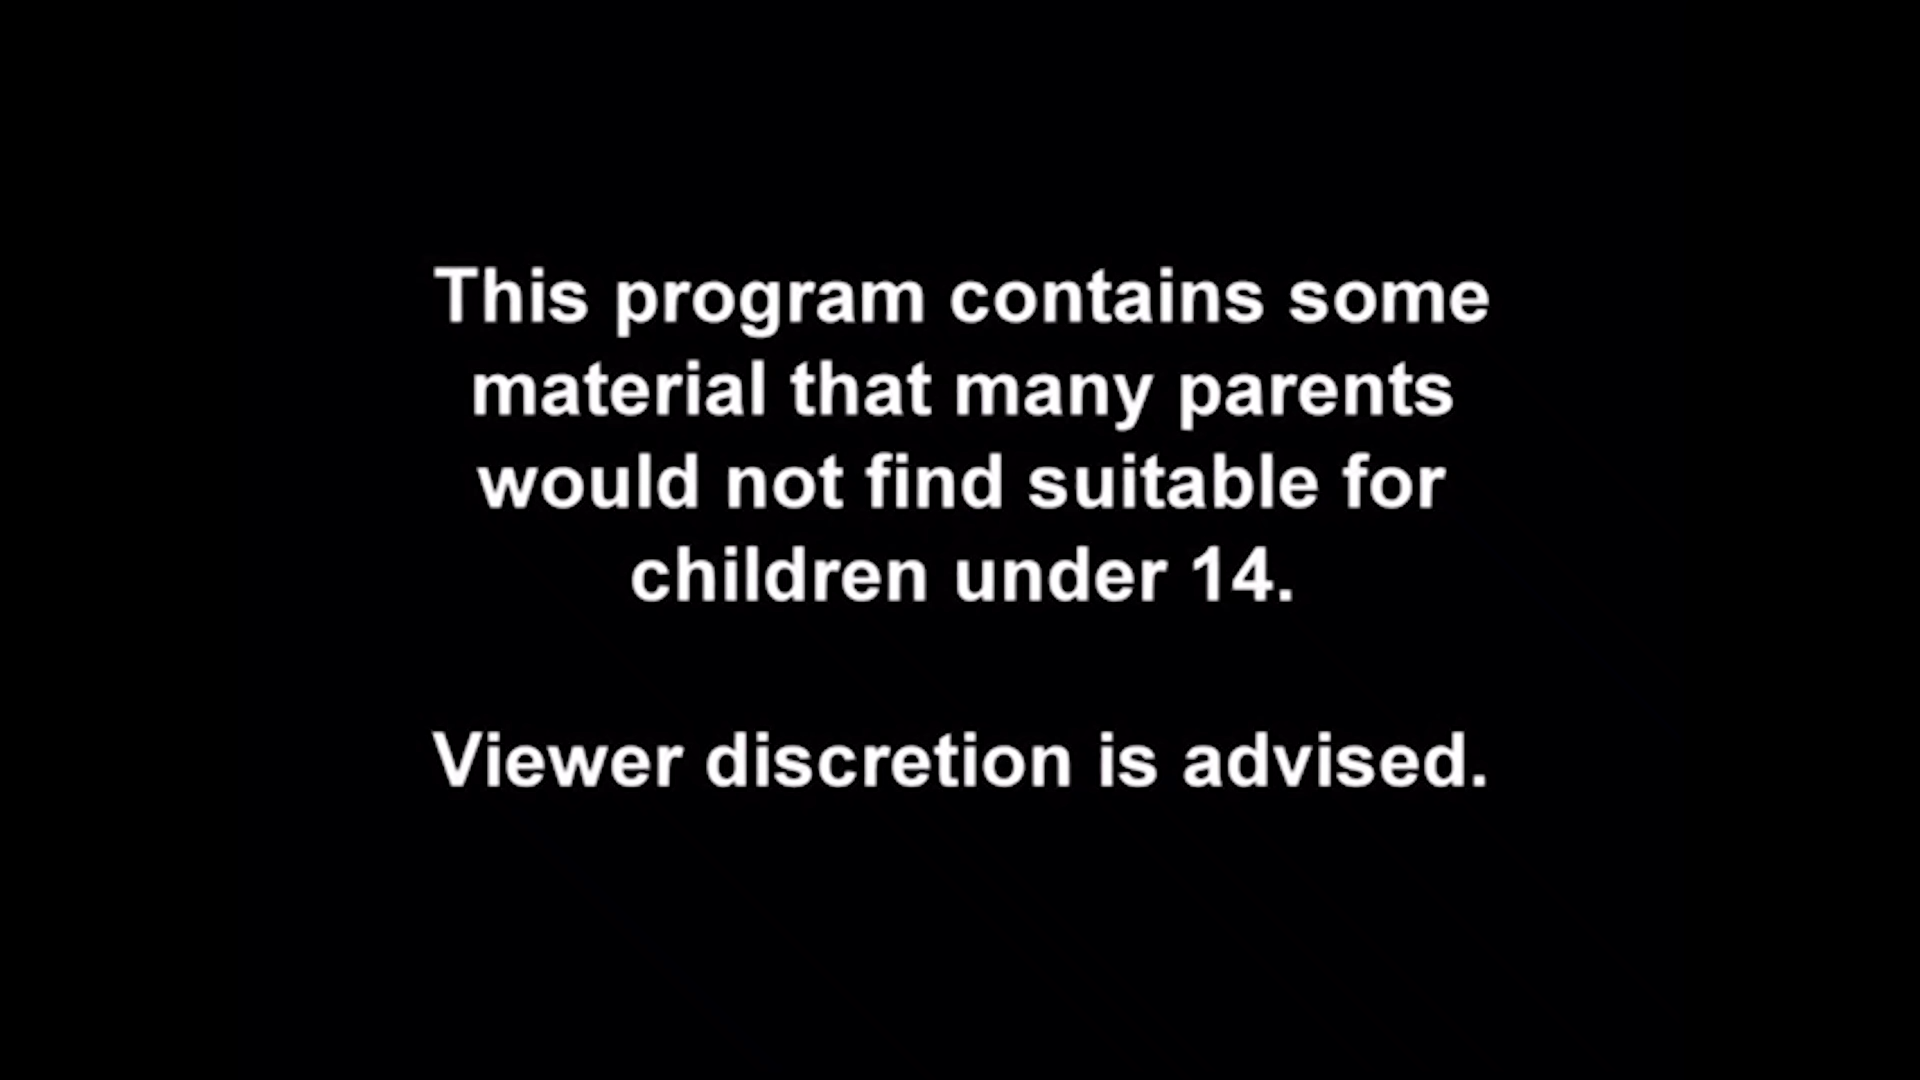 This program contains some
material that many parents
would not find suitable for
children under 14.
Viewer discretion is advised.